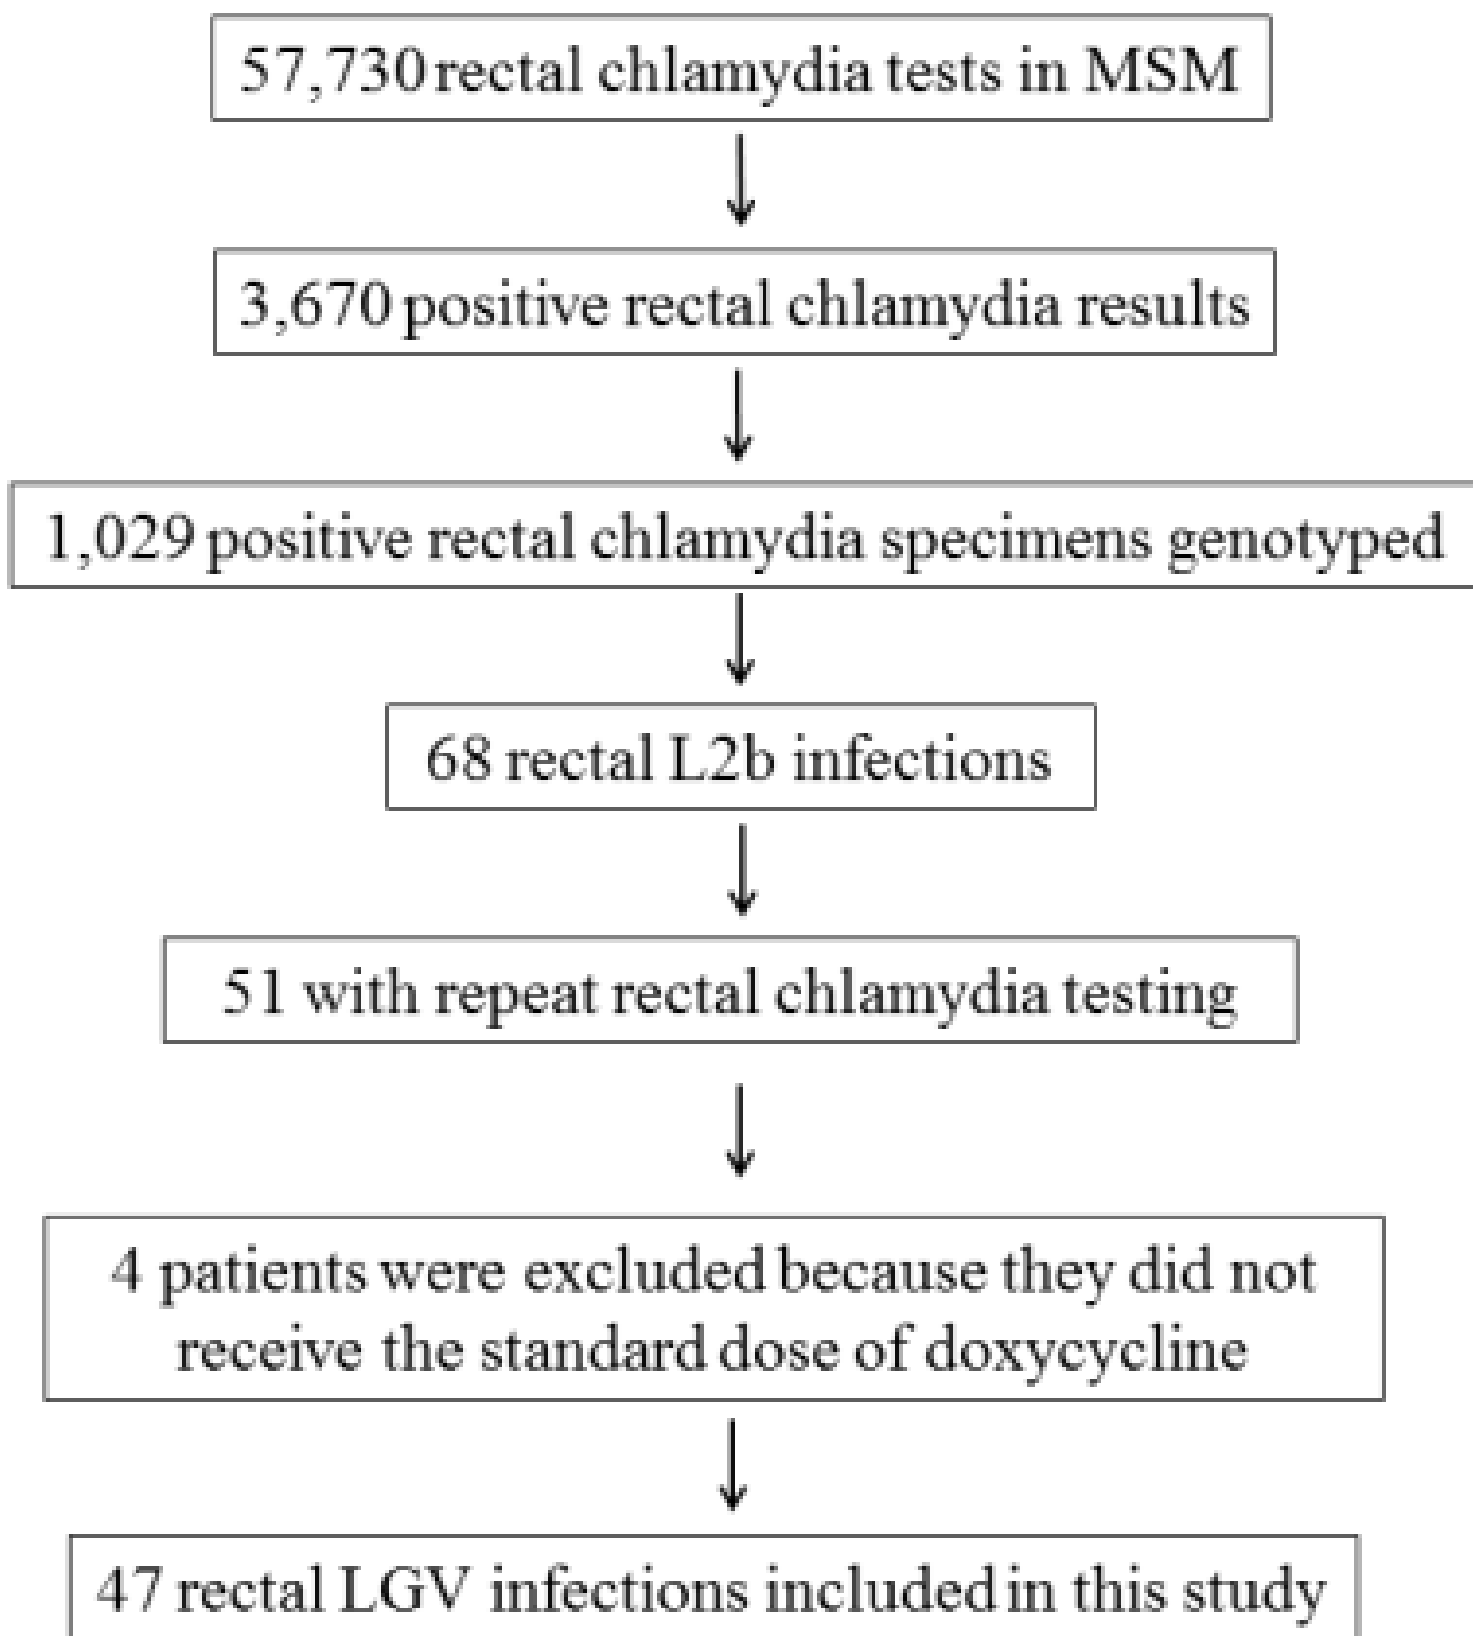 57,730 rectal chlamydia tests in MSM
3,670 positive rectal chlamydia results
1,029 positive rectal chlamydia specimens genotyped
68 rectal L2b infections
51 with repeat rectal chlamydia testing
4 patients were excluded because they did not
receive the standard dose of doxycycline
47 rectal LGV infections included in this study